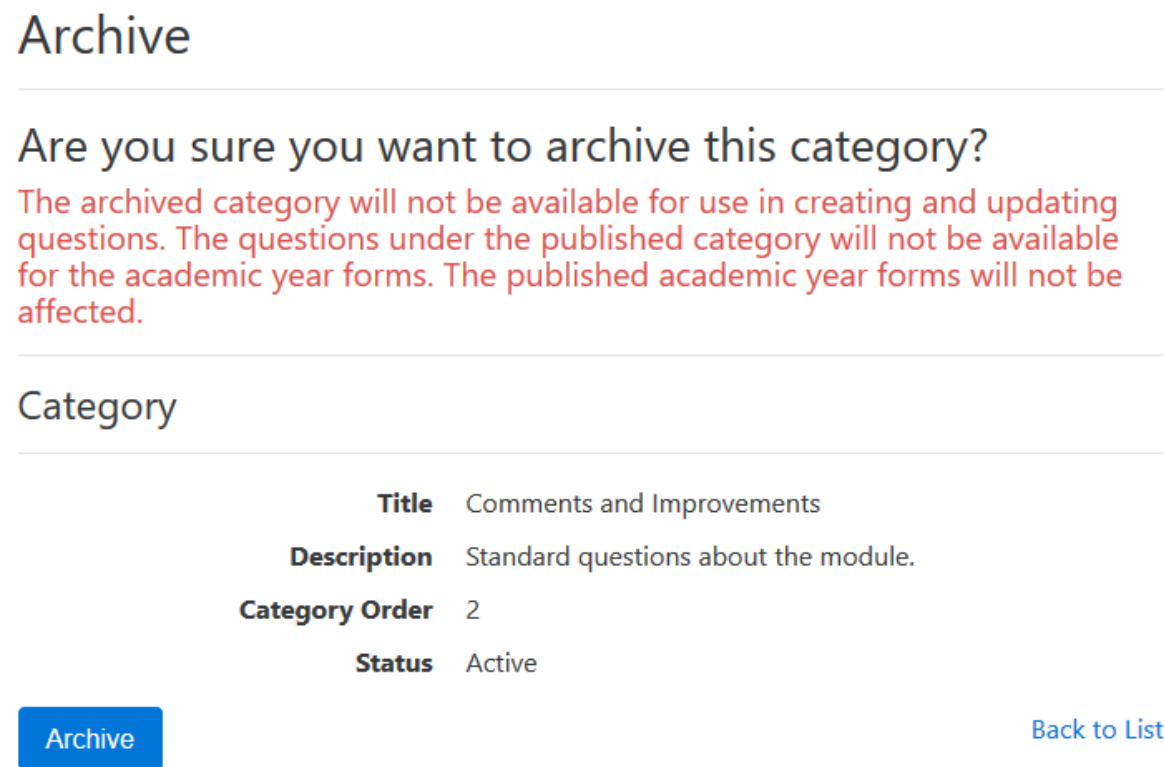 Archive
Are you sure you want to archive this category?
The archived category will not be available for use in creating and updating
questions. The questions under the published category will not be available
for the academic year forms. The published academic year forms will not be
affected.
Category
Title Comments and Improvements
Description Standard questions about the module.
Category Order 2
Status Active
Archive Back to List